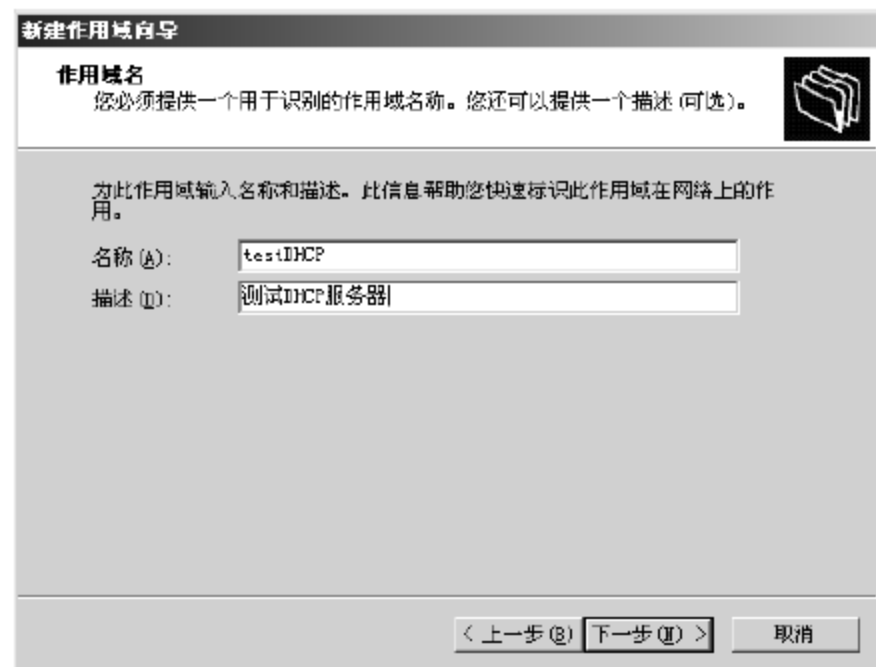 新建作用域向导
作用域名
您必须提供一个用于识别的作用域名称。您还可以提供一个描述(可选)。
为此作用域输入名称和描述。此信息帮助您快速标识此作用域在网络上的作
用。
名称(A): testDHCP
描述(D): 测试DHCP服务器
< 上一步(B) 下一步(N) > 取消